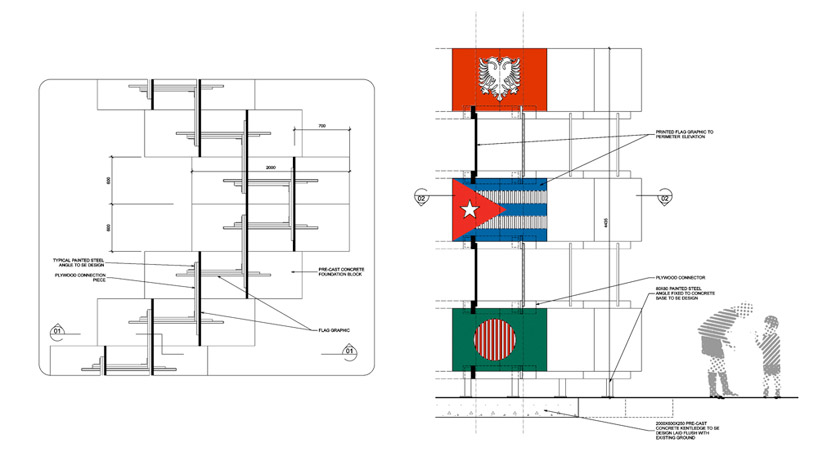 700
2000
600
600
TYPICAL PAINTED STEEL
ANGLE TO SE DESIGN
PLYWOOD CONNECTION
PIECE
PRE-CAST CONCRETE
FOUNDATION BLOCK
FLAG GRAPHIC
01
01
PRINTED FLAG GRAPHIC TO
PERIMETER ELEVATION
02
02
PLYWOOD CONNECTOR
80X80 PAINTED STEEL
ANGLE FIXED TO CONCRETE
BASE TO SE DESIGN
2000X600X250 PRE-CAST
CONCRETE KENTLEDGE TO SE
DESIGN LAID FLUSH WITH
EXISTING GROUND